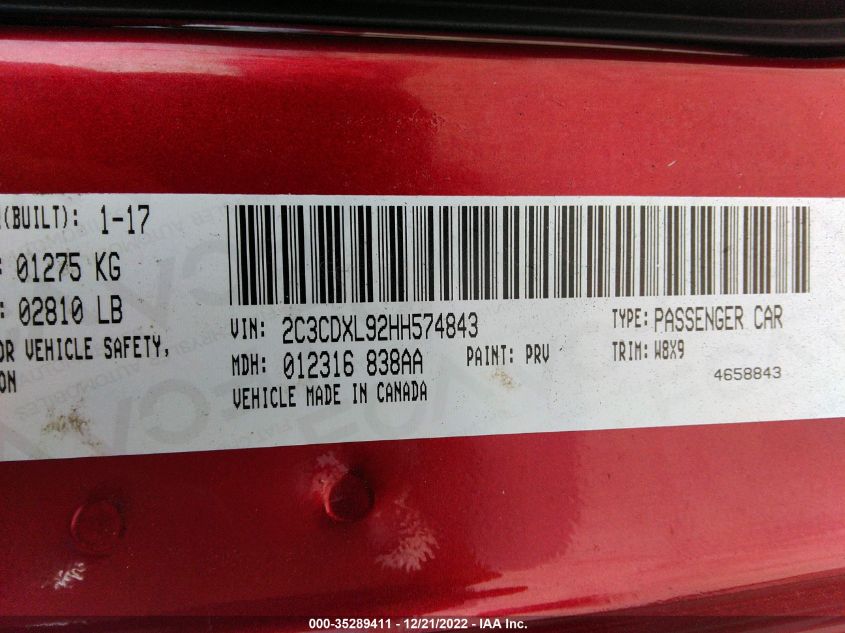 (BUILT): 1-17
: 01275 KG
: 02810 LB
OR VEHICLE SAFETY,
ON
VIN: 2C3CDXL92HH574843
TYPE: PASSENGER CAR
MDH: 012316 838AA
PAINT: PRV
TRIM: W8X9
VEHICLE MADE IN CANADA
4658843
000-35289411 - 12/21/2022 - IAA Inc.